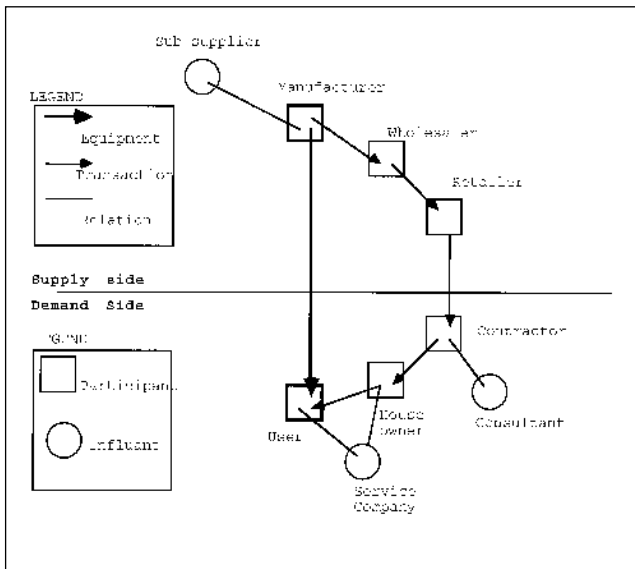 Sub supplier
Manufacturer
LEGEND
Equipment
Wholesaler
Transaction
Retailer
Relation
Supply side
Demand Side
Contractor
Participant
User
House
owner
Consultant
Influant
Service
Company